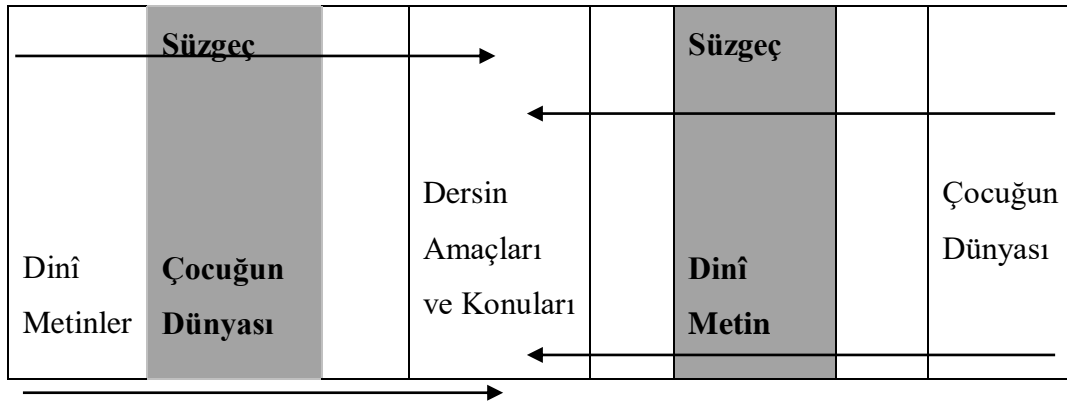 Süzgeç
Süzgeç
Dinî
Metinler
Çocuğun
Dünyası
Dersin
Amaçları
ve Konuları
Dinî
Metin
Çocuğun
Dünyası